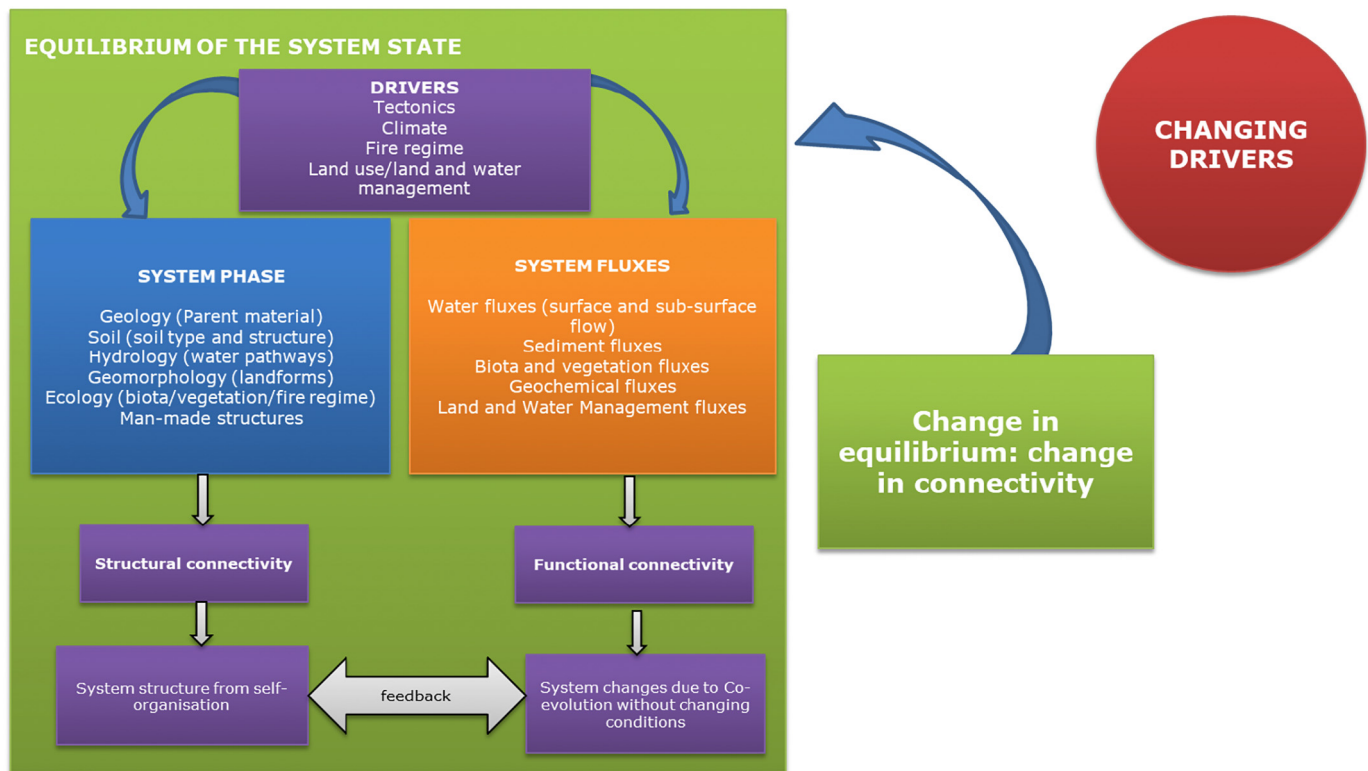 EQUILIBRIUM OF THE SYSTEM STATE
DRIVERS
Tectonics
Climate
Fire regime
Land use/land and water
management
SYSTEM PHASE
Geology (Parent material)
Soil (soil type and structure)
Hydrology (water pathways)
Geomorphology (landforms)
Ecology (biota/vegetation/fire regime)
Man-made structures
SYSTEM FLUXES
Water fluxes (surface and sub-surface
flow)
Sediment fluxes
Biota and vegetation fluxes
Geochemical fluxes
Land and Water Management fluxes
Structural connectivity
Functional connectivity
System structure from self-
organisation
feedback
System changes due to Co-
evolution without changing
conditions
CHANGING
DRIVERS
Change in
equilibrium: change
in connectivity